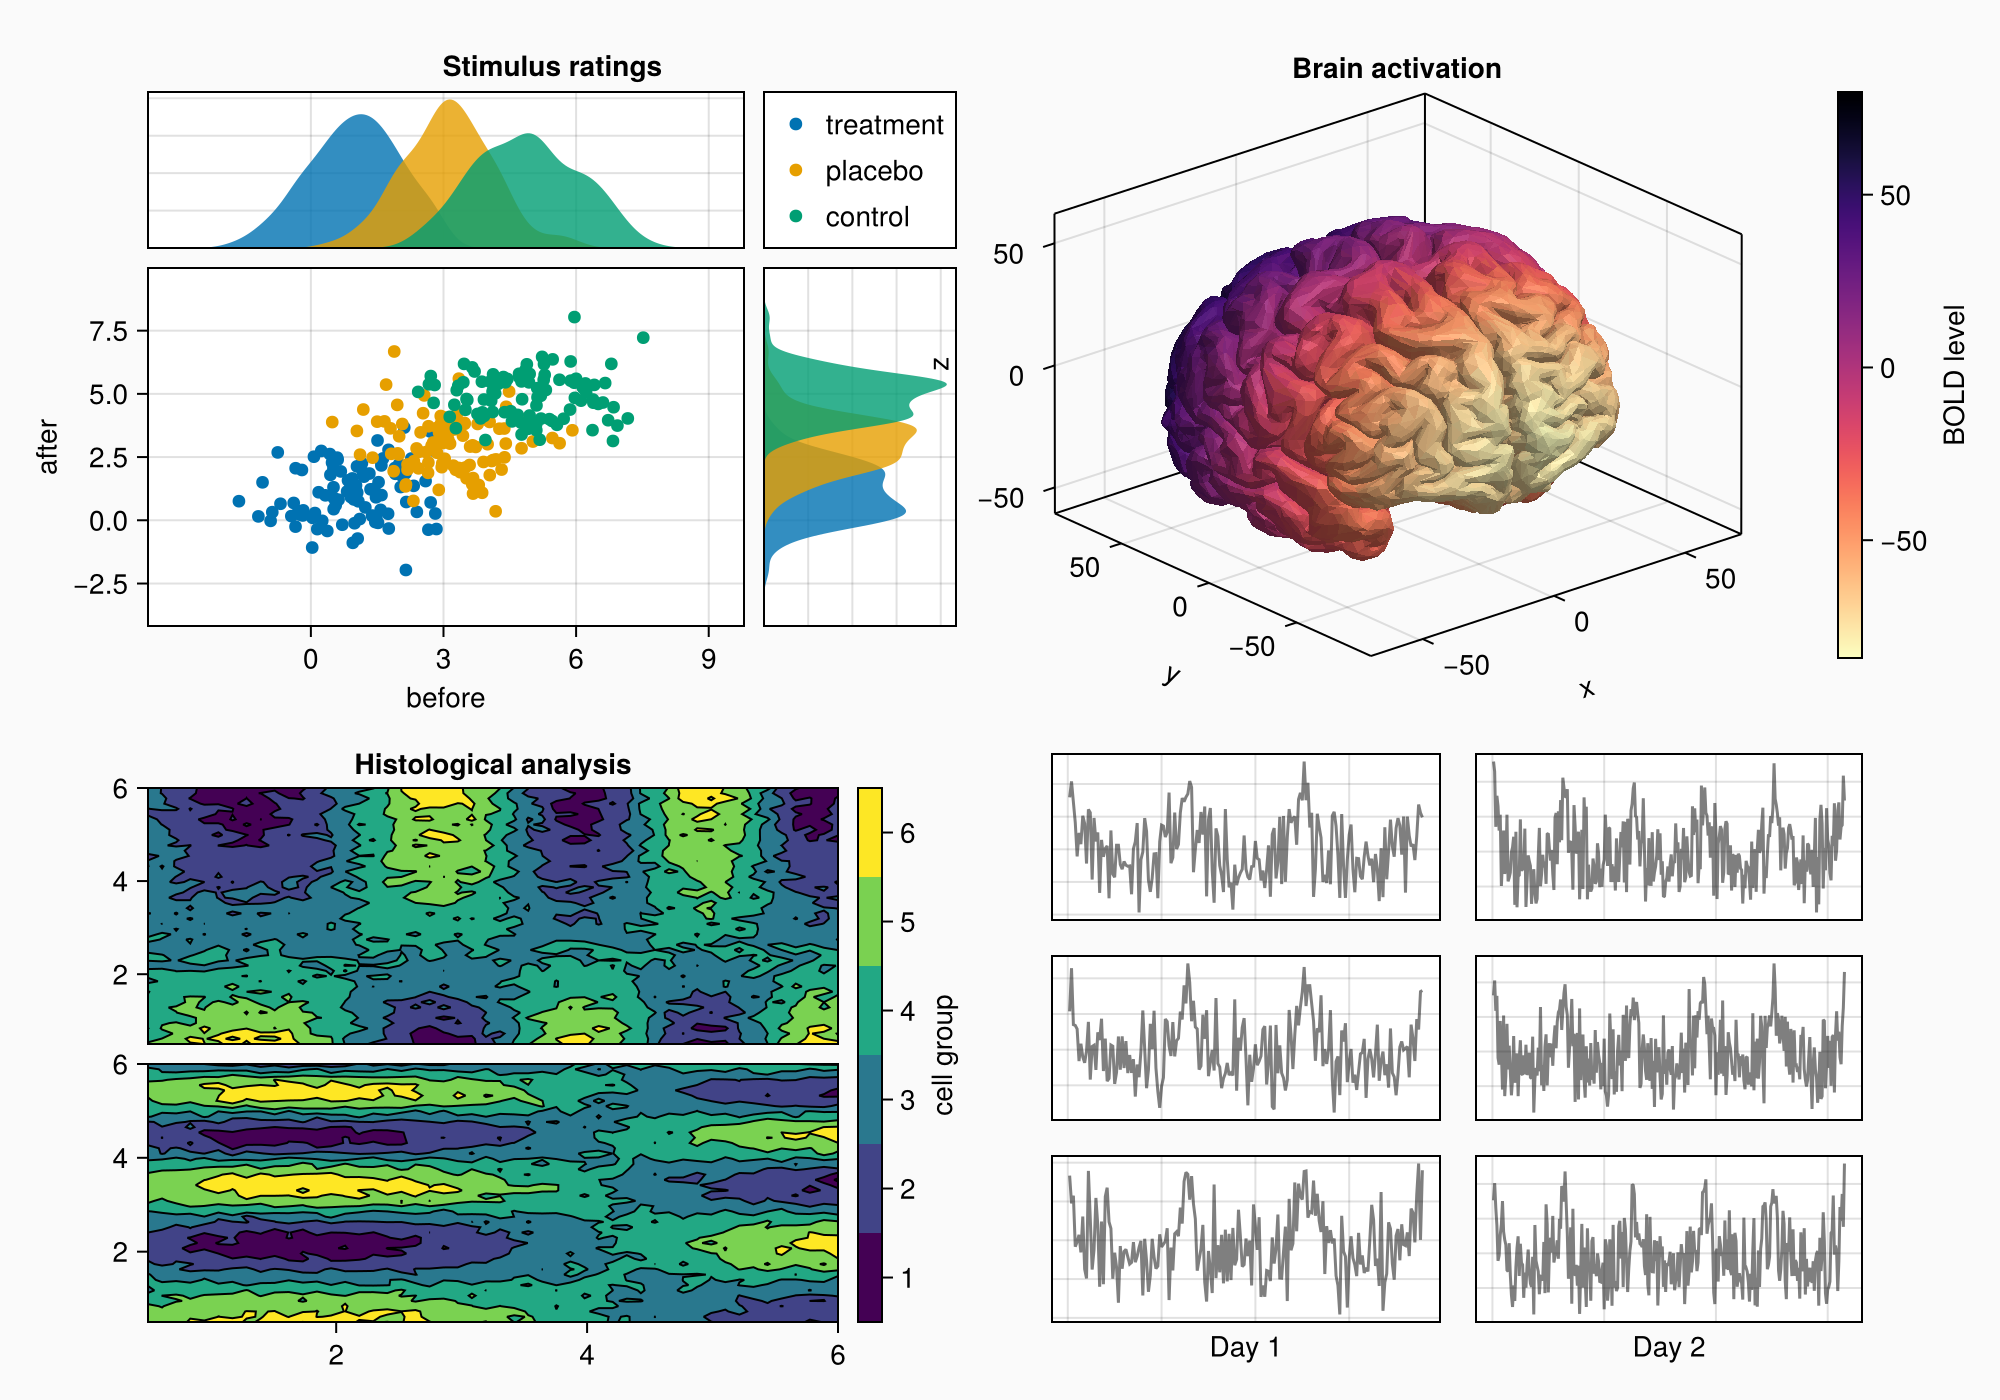 Stimulus ratings
treatment
placebo
control
7.5
5.0
2.5
0.0
−2.5
after
0
3
6
9
before
Brain activation
50
0
−50
z
50
0
−50
y
−50
0
50
x
50
0
−50
BOLD level
Histological analysis
6
4
2
6
4
2
2
4
6
6
5
4
3
2
1
cell group
Day 1
Day 2